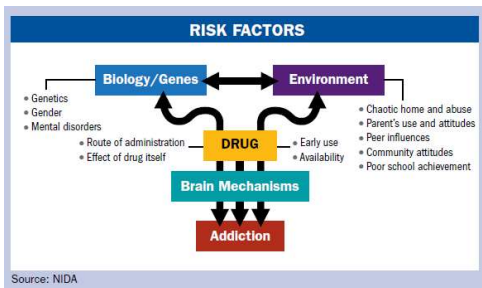 RISK FACTORS
Biology/Genes
Environment
• Genetics
• Gender
• Mental disorders
• Chaotic home and abuse
• Parent's use and attitudes
• Peer influences
• Community attitudes
• Poor school achievement
• Route of administration
• Effect of drug itself
DRUG
• Early use
• Availability
Brain Mechanisms
Addiction
Source: NIDA